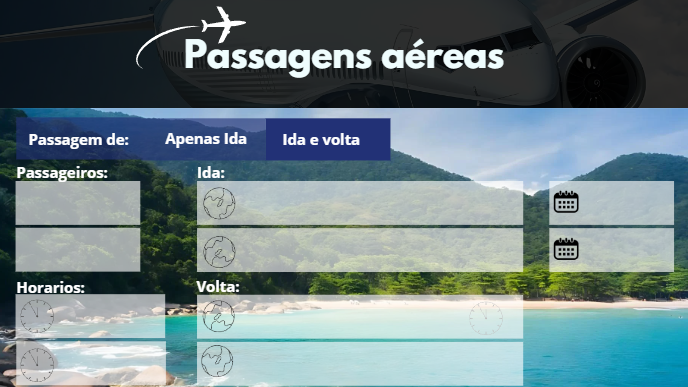 Passagens aéreas
Passagem de: Apenas Ida Ida e volta
Passageiros: Ida:
Horarios: Volta: